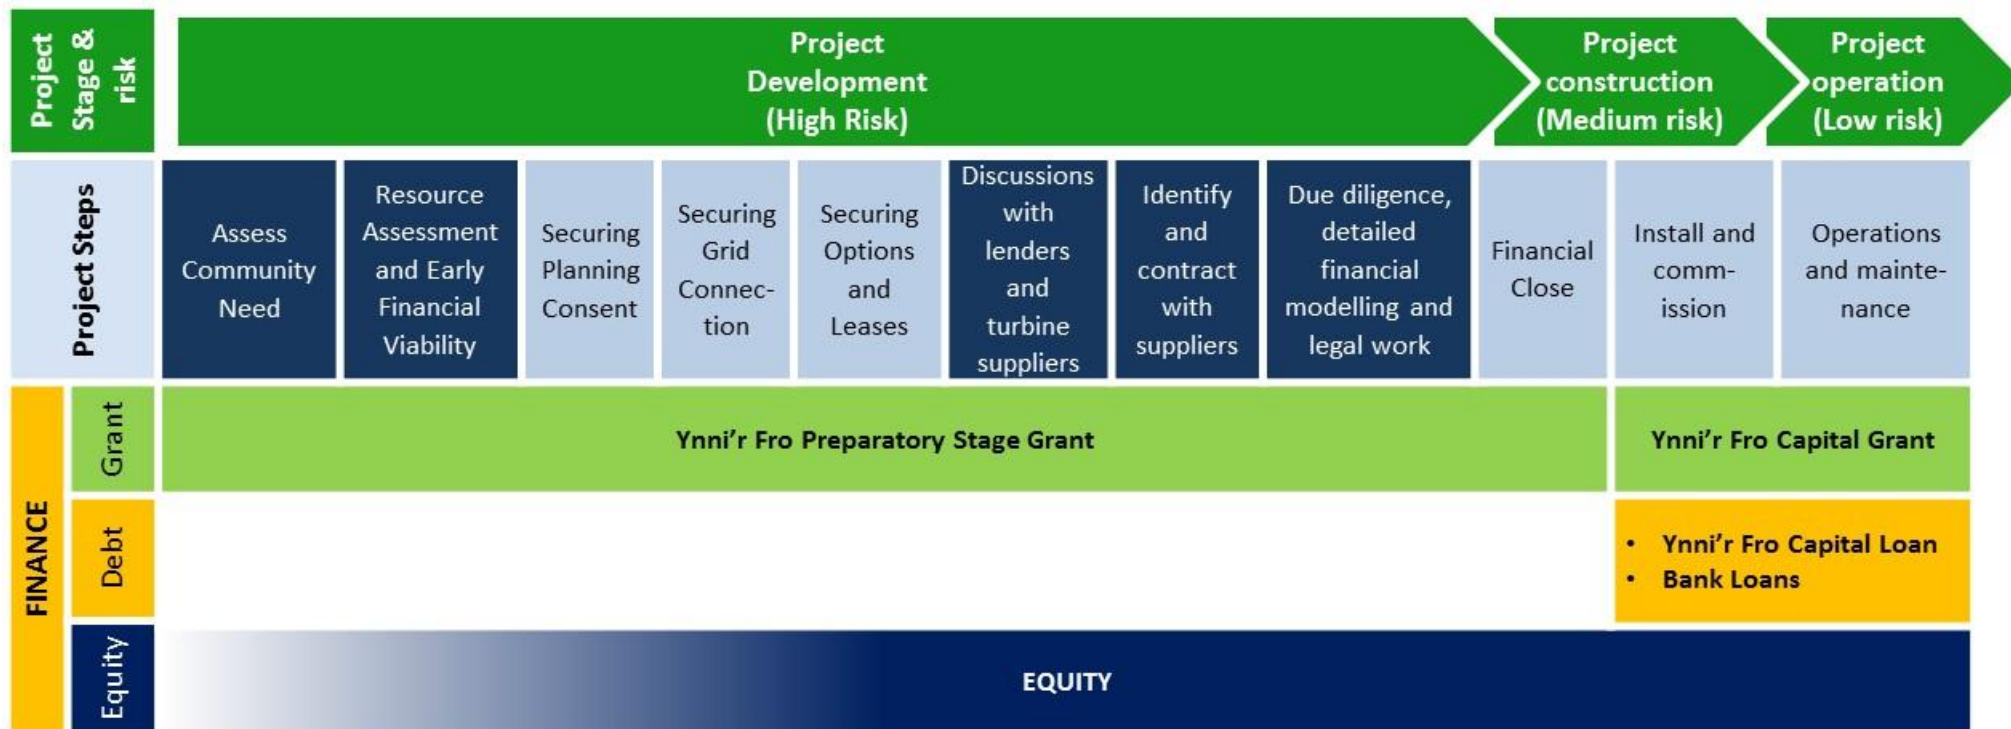 Project
Stage &
risk
Project
Development
(High Risk)
Project
construction
(Medium risk)
Project
operation
(Low risk)
Project Steps
Assess
Community
Need
Resource
Assessment
and Early
Financial
Viability
Securing
Planning
Consent
Securing
Grid
Connec-
tion
Securing
Options
and
Leases
Discussions
with
lenders
and
turbine
suppliers
Identify
and
contract
with
suppliers
Due diligence,
detailed
financial
modelling and
legal work
Financial
Close
Install and
comm-
ission
Operations
and mainte-
nance
FINANCE
Grant
Ynni’r Fro Preparatory Stage Grant
Ynni’r Fro Capital Grant
Debt
• Ynni’r Fro Capital Loan
• Bank Loans
Equity
EQUITY